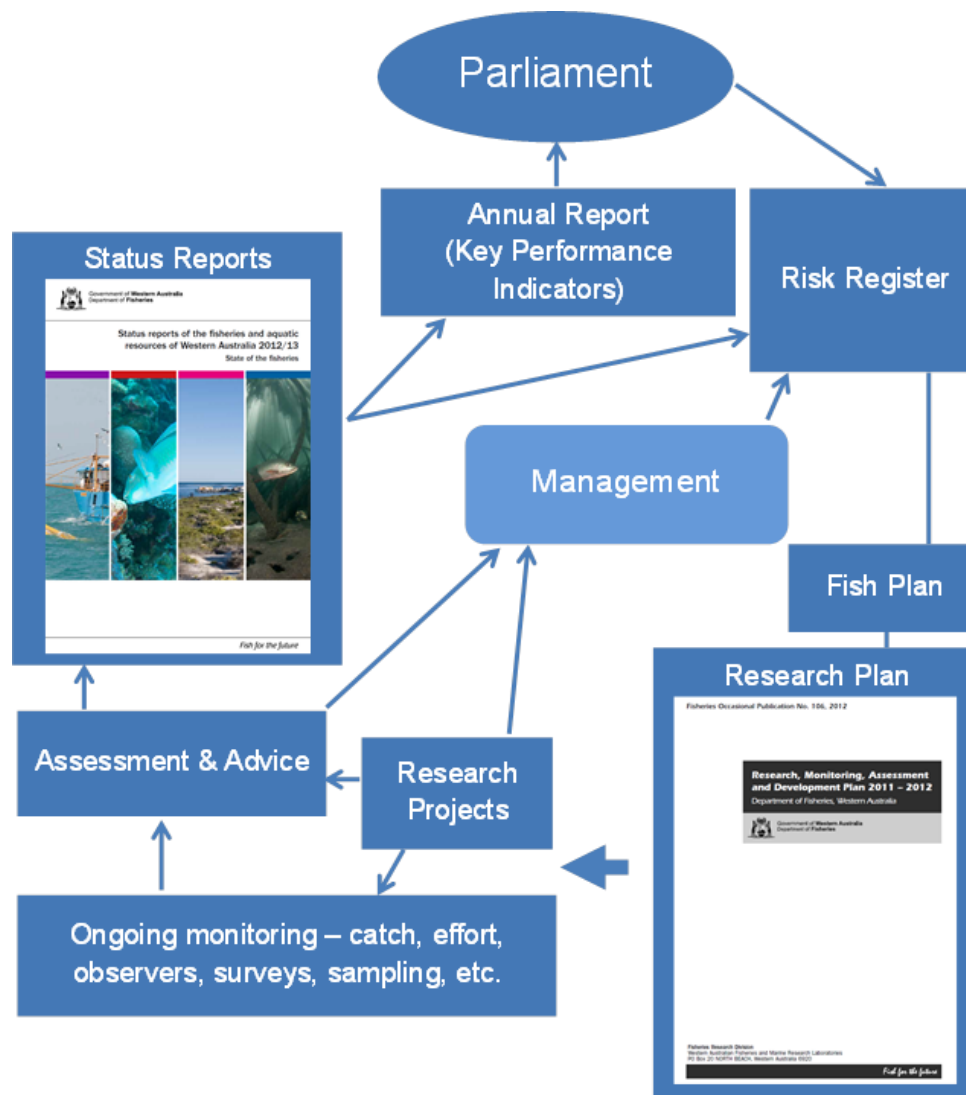 Parliament
Annual Report
(Key Performance
Indicators)
Risk Register
Status Reports
Government of Western Australia
Department of Fisheries
Status reports of the fisheries and aquatic
resources of Western Australia 2012/13
State of the fisheries
Fish for the future
Management
Fish Plan
Assessment & Advice
Research
Projects
Ongoing monitoring – catch, effort,
observers, surveys, sampling, etc.
Research Plan
Fisheries Occasional Publication No. 106, 2012
Research, Monitoring, Assessment
and Development Plan 2011 – 2012
Department of Fisheries, Western Australia
Government of Western Australia
Department of Fisheries
Fisheries Research Division
Western Australian Fisheries and Marine Research Laboratories
PO Box 20 NORTH BEACH, Western Australia 6920
Fish for the future